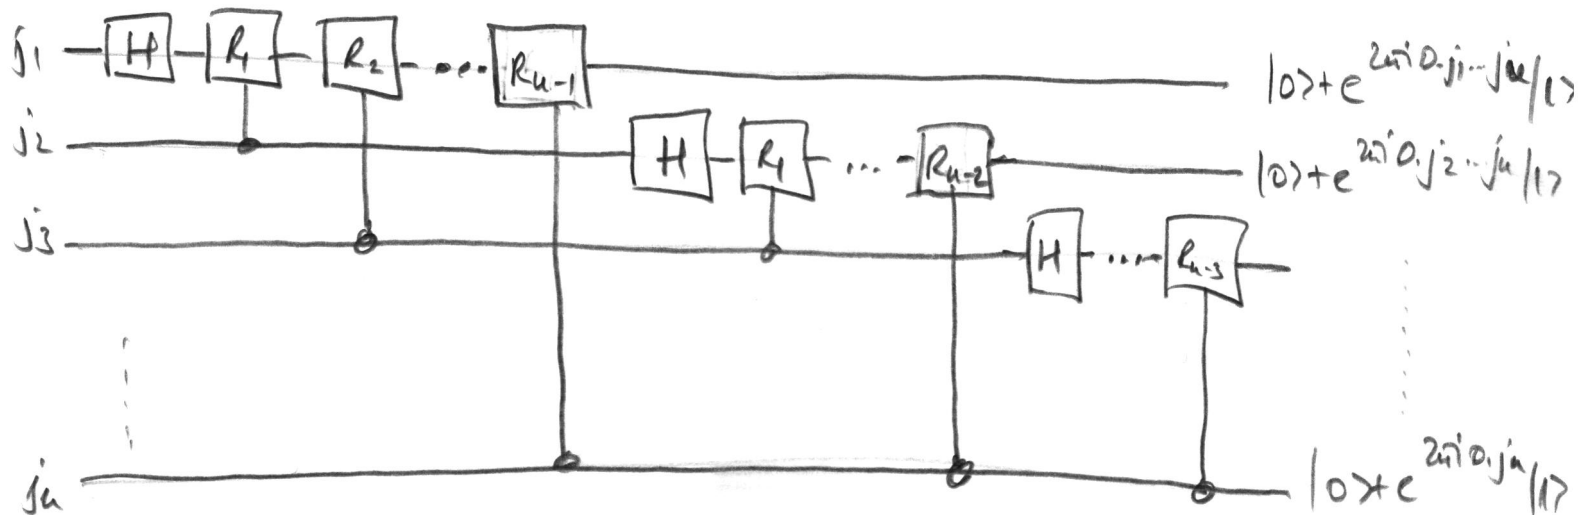 j₁ H R₁ R₂ ... Rₙ₋₁ |0⟩+e^{2πi 0.j₁...jₙ}|1⟩
j₂ H R₁ ... Rₙ₋₂ |0⟩+e^{2πi 0.j₂...jₙ}|1⟩
j₃ H ... Rₙ₋₃
jₙ |0⟩+e^{2πi 0.jₙ}|1⟩